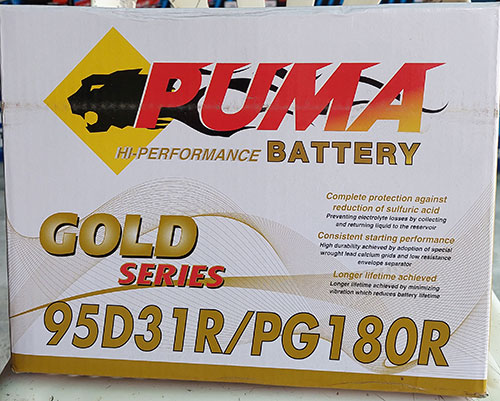 PUMA
HI-PERFORMANCE BATTERY
Complete protection against
reduction of sulfuric acid
Preventing electrolyte losses by collecting
and returning liquid to the reservoir
Consistent starting performance
High durability achieved by adoption of special
wrought lead calcium grids and low resistance
envelope separator
Longer lifetime achieved
Longer lifetime achieved by minimizing
vibration which reduces battery lifetime
GOLD
SERIES
95D31R/PG180R